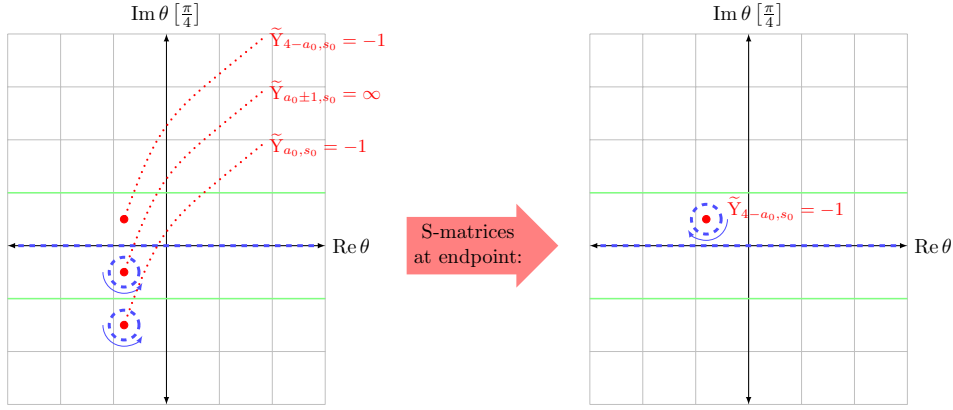 Im θ [π/4]
Ỹ_{4−a₀,s₀} = −1
Ỹ_{a₀±1,s₀} = ∞
Ỹ_{a₀,s₀} = −1
Re θ
S-matrices
at endpoint:
Im θ [π/4]
Ỹ_{4−a₀,s₀} = −1
Re θ